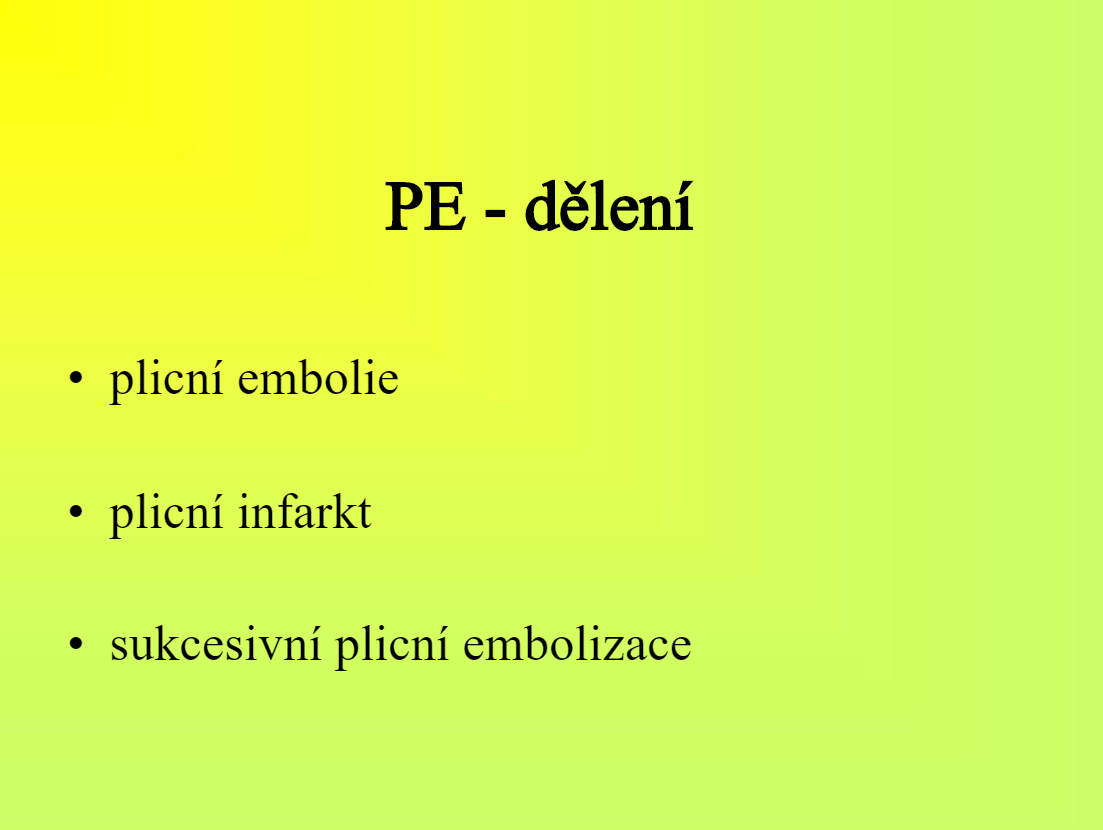 PE - dělení
• plicní embolie
• plicní infarkt
• sukcesivní plicní embolizace